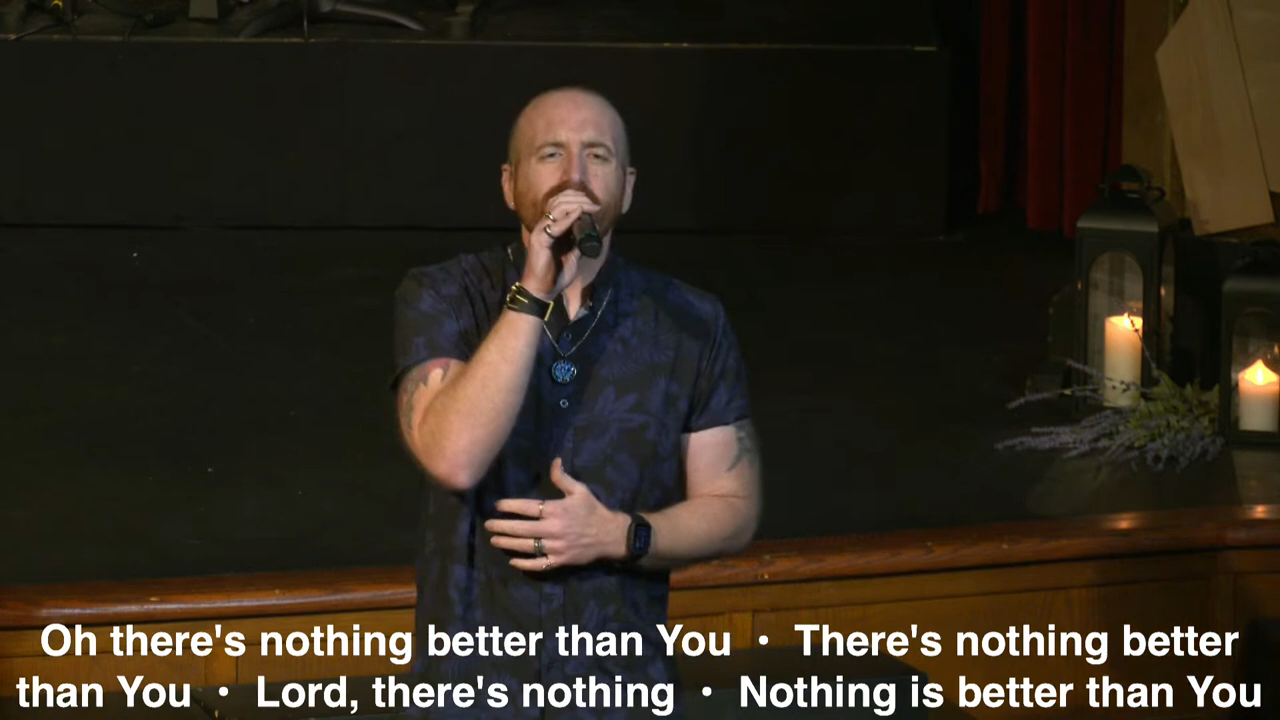 Oh there's nothing better than You • There's nothing better
than You • Lord, there's nothing • Nothing is better than You